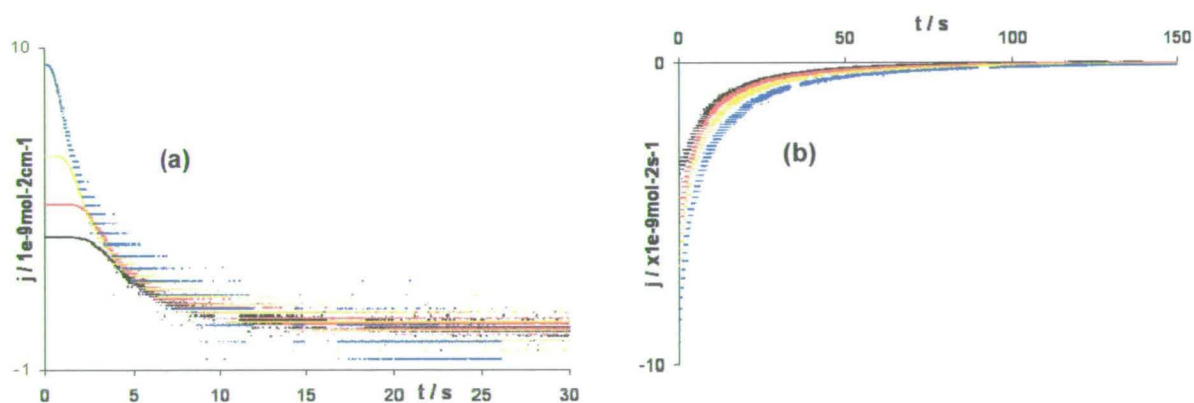 10
(a)
j / 1e-9mol-2cm-1
-1
0 5 10 15 20 25 30
t / s
t / s
0 50 100 150
0
(b)
j / x1e-9mol-2s-1
-10